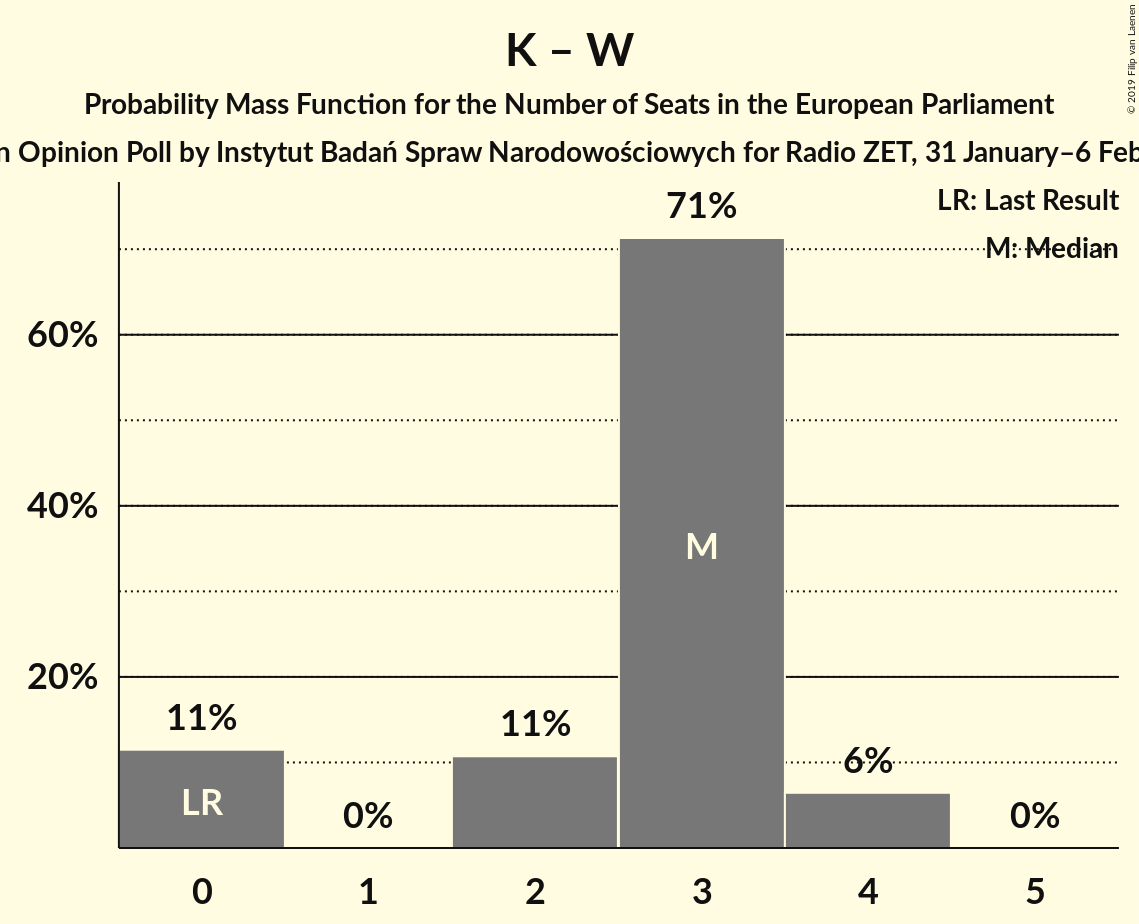 K – W
Probability Mass Function for the Number of Seats in the European Parliament
n Opinion Poll by Instytut Badań Spraw Narodowościowych for Radio ZET, 31 January–6 Feb
© 2019 Filip van Laenen
LR: Last Result
M: Median
71%
60%
40%
20%
M
11%
11%
6%
LR
0%
0%
0 1 2 3 4 5